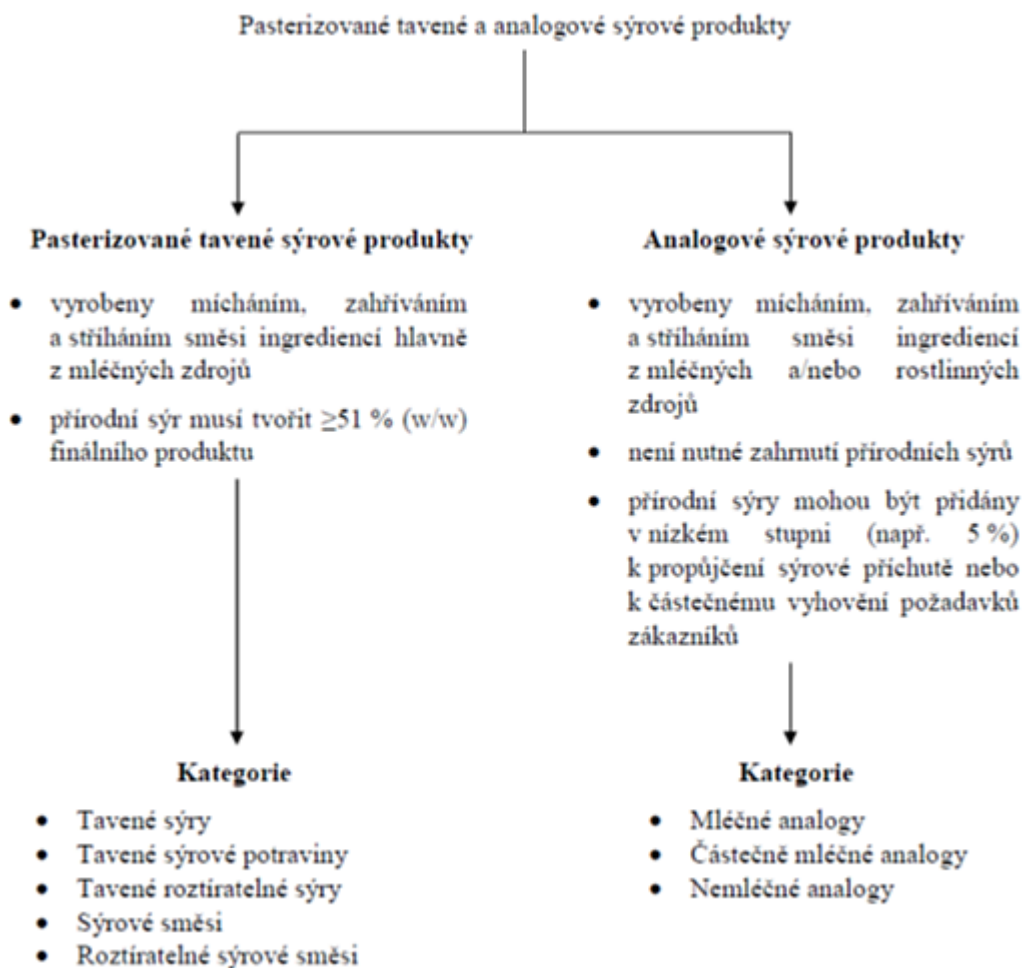 Pasterizované tavené a analogové sýrové produkty
Pasterizované tavené sýrové produkty
• vyrobeny mícháním, zahříváním
a stříháním směsi ingrediencí hlavně
z mléčných zdrojů
• přírodní sýr musí tvořit ≥51 % (w/w)
finálního produktu
Kategorie
• Tavené sýry
• Tavené sýrové potraviny
• Tavené roztíratelné sýry
• Sýrové směsi
• Roztíratelné sýrové směsi
Analogové sýrové produkty
• vyrobeny mícháním, zahříváním
a stříháním směsi ingrediencí
z mléčných a/nebo rostlinných
zdrojů
• není nutné zahrnutí přírodních sýrů
• přírodní sýry mohou být přidány
v nízkém stupni (např. 5 %)
k propůjčení sýrové příchutě nebo
k částečnému vyhovění požadavků
zákazníků
Kategorie
• Mléčné analogy
• Částečně mléčné analogy
• Nemléčné analogy